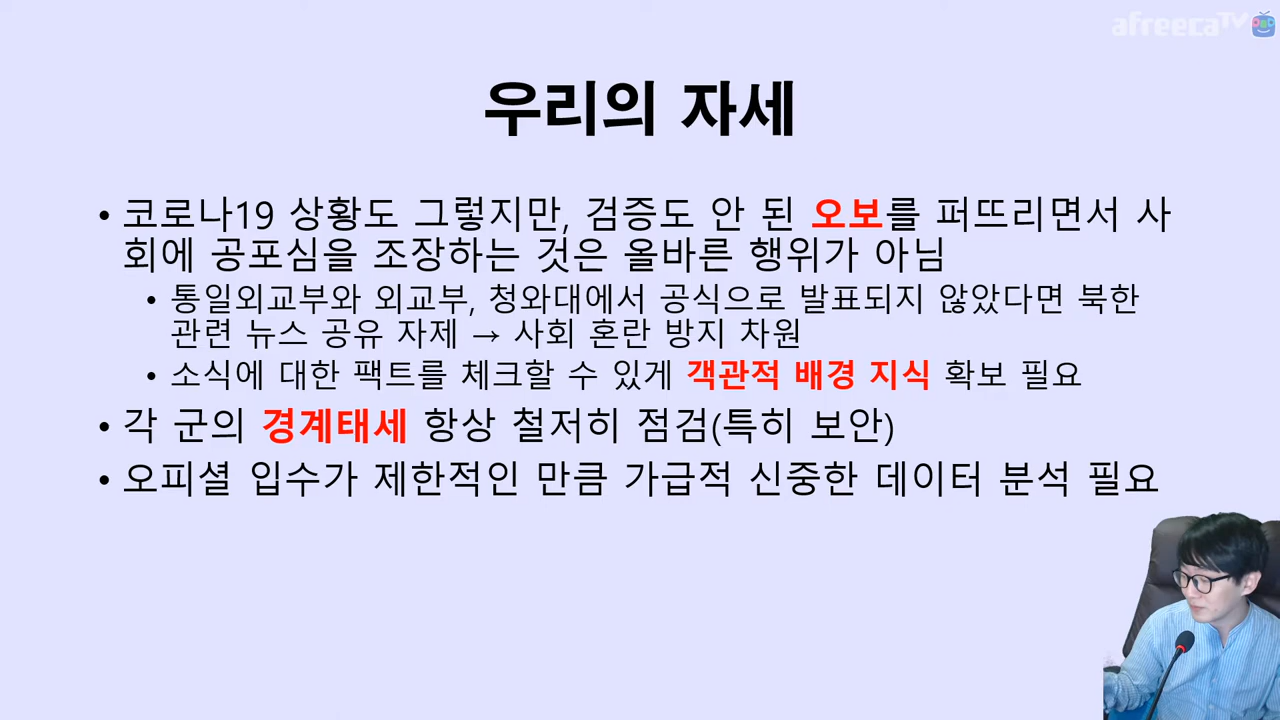 afreecaTV
우리의 자세
• 코로나19 상황도 그렇지만, 검증도 안 된 오보를 퍼뜨리면서 사
회에 공포심을 조장하는 것은 올바른 행위가 아님
• 통일외교부와 외교부, 청와대에서 공식으로 발표되지 않았다면 북한
관련 뉴스 공유 자제 → 사회 혼란 방지 차원
• 소식에 대한 팩트를 체크할 수 있게 객관적 배경 지식 확보 필요
• 각 군의 경계태세 항상 철저히 점검(특히 보안)
• 오피셜 입수가 제한적인 만큼 가급적 신중한 데이터 분석 필요